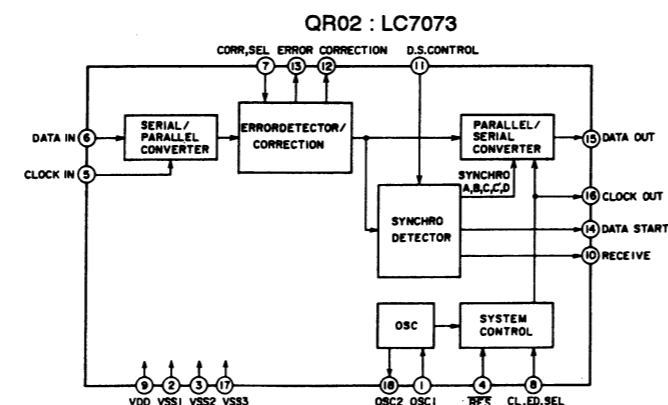 QR02 : LC7073
CORR,SEL ERROR CORRECTION D.S.CONTROL
7 13 12 11
SERIAL/
PARALLEL
CONVERTER
ERRORDETECTOR/
CORRECTION
PARALLEL/
SERIAL
CONVERTER
DATA IN 6
15 DATA OUT
CLOCK IN 5
SYNCHRO
A,B,C,C',D
16 CLOCK OUT
SYNCHRO
DETECTOR
14 DATA START
10 RECEIVE
OSC
SYSTEM
CONTROL
9 2 3 17 18 1 4 8
VDD VSS1 VSS2 VSS3 OSC2 OSC1 RES CL,ED,SEL